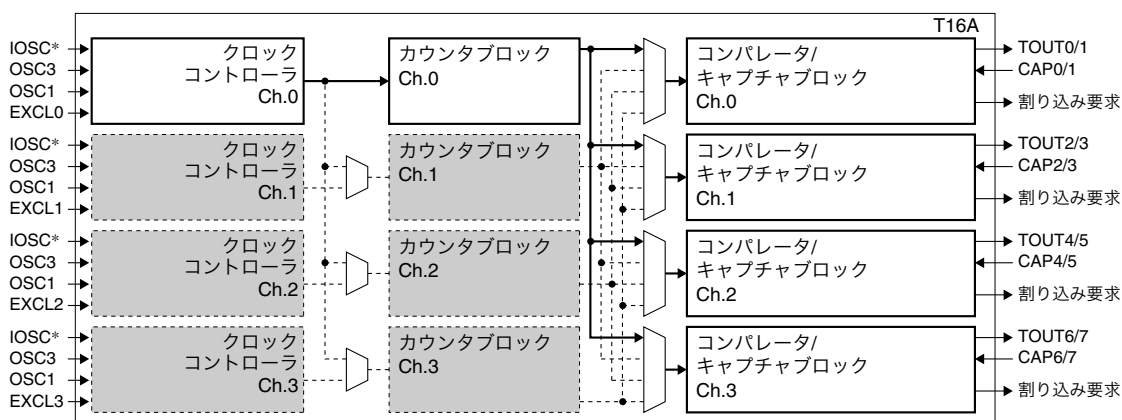 T16A
IOSC*
OSC3
OSC1
EXCL0
クロック
コントローラ
Ch.0
カウンタブロック
Ch.0
コンパレータ/
キャプチャブロック
Ch.0
TOUT0/1
CAP0/1
割り込み要求
IOSC*
OSC3
OSC1
EXCL1
クロック
コントローラ
Ch.1
カウンタブロック
Ch.1
コンパレータ/
キャプチャブロック
Ch.1
TOUT2/3
CAP2/3
割り込み要求
IOSC*
OSC3
OSC1
EXCL2
クロック
コントローラ
Ch.2
カウンタブロック
Ch.2
コンパレータ/
キャプチャブロック
Ch.2
TOUT4/5
CAP4/5
割り込み要求
IOSC*
OSC3
OSC1
EXCL3
クロック
コントローラ
Ch.3
カウンタブロック
Ch.3
コンパレータ/
キャプチャブロック
Ch.3
TOUT6/7
CAP6/7
割り込み要求